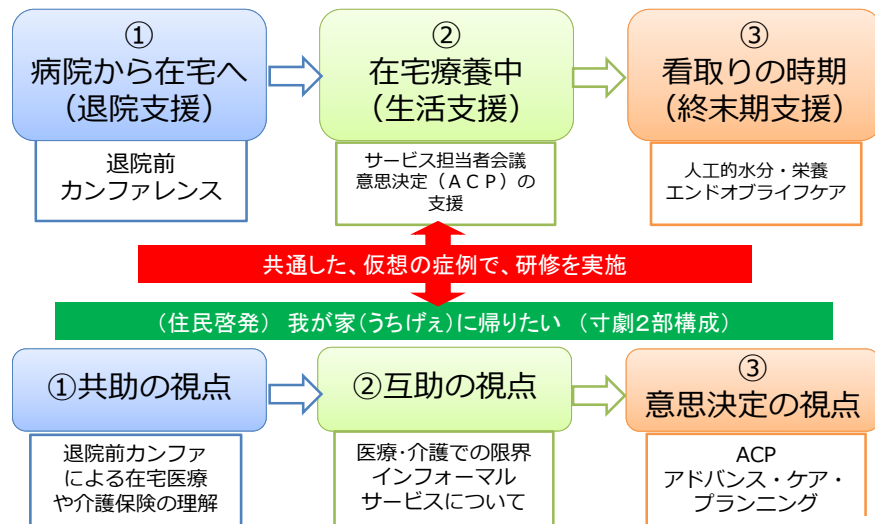 ①
病院から在宅へ
（退院支援）
退院前
カンファレンス
②
在宅療養中
（生活支援）
サービス担当者会議
意思決定（ＡＣＰ）の
支援
③
看取りの時期
（終末期支援）
人工的水分・栄養
エンドオブライフケア
共通した、仮想の症例で、研修を実施
（住民啓発） 我が家（うちげぇ）に帰りたい （寸劇２部構成）
①共助の視点
退院前カンファ
による在宅医療
や介護保険の理解
②互助の視点
医療・介護での限界
インフォーマル
サービスについて
③
意思決定の視点
ACP
アドバンス・ケア・
プランニング